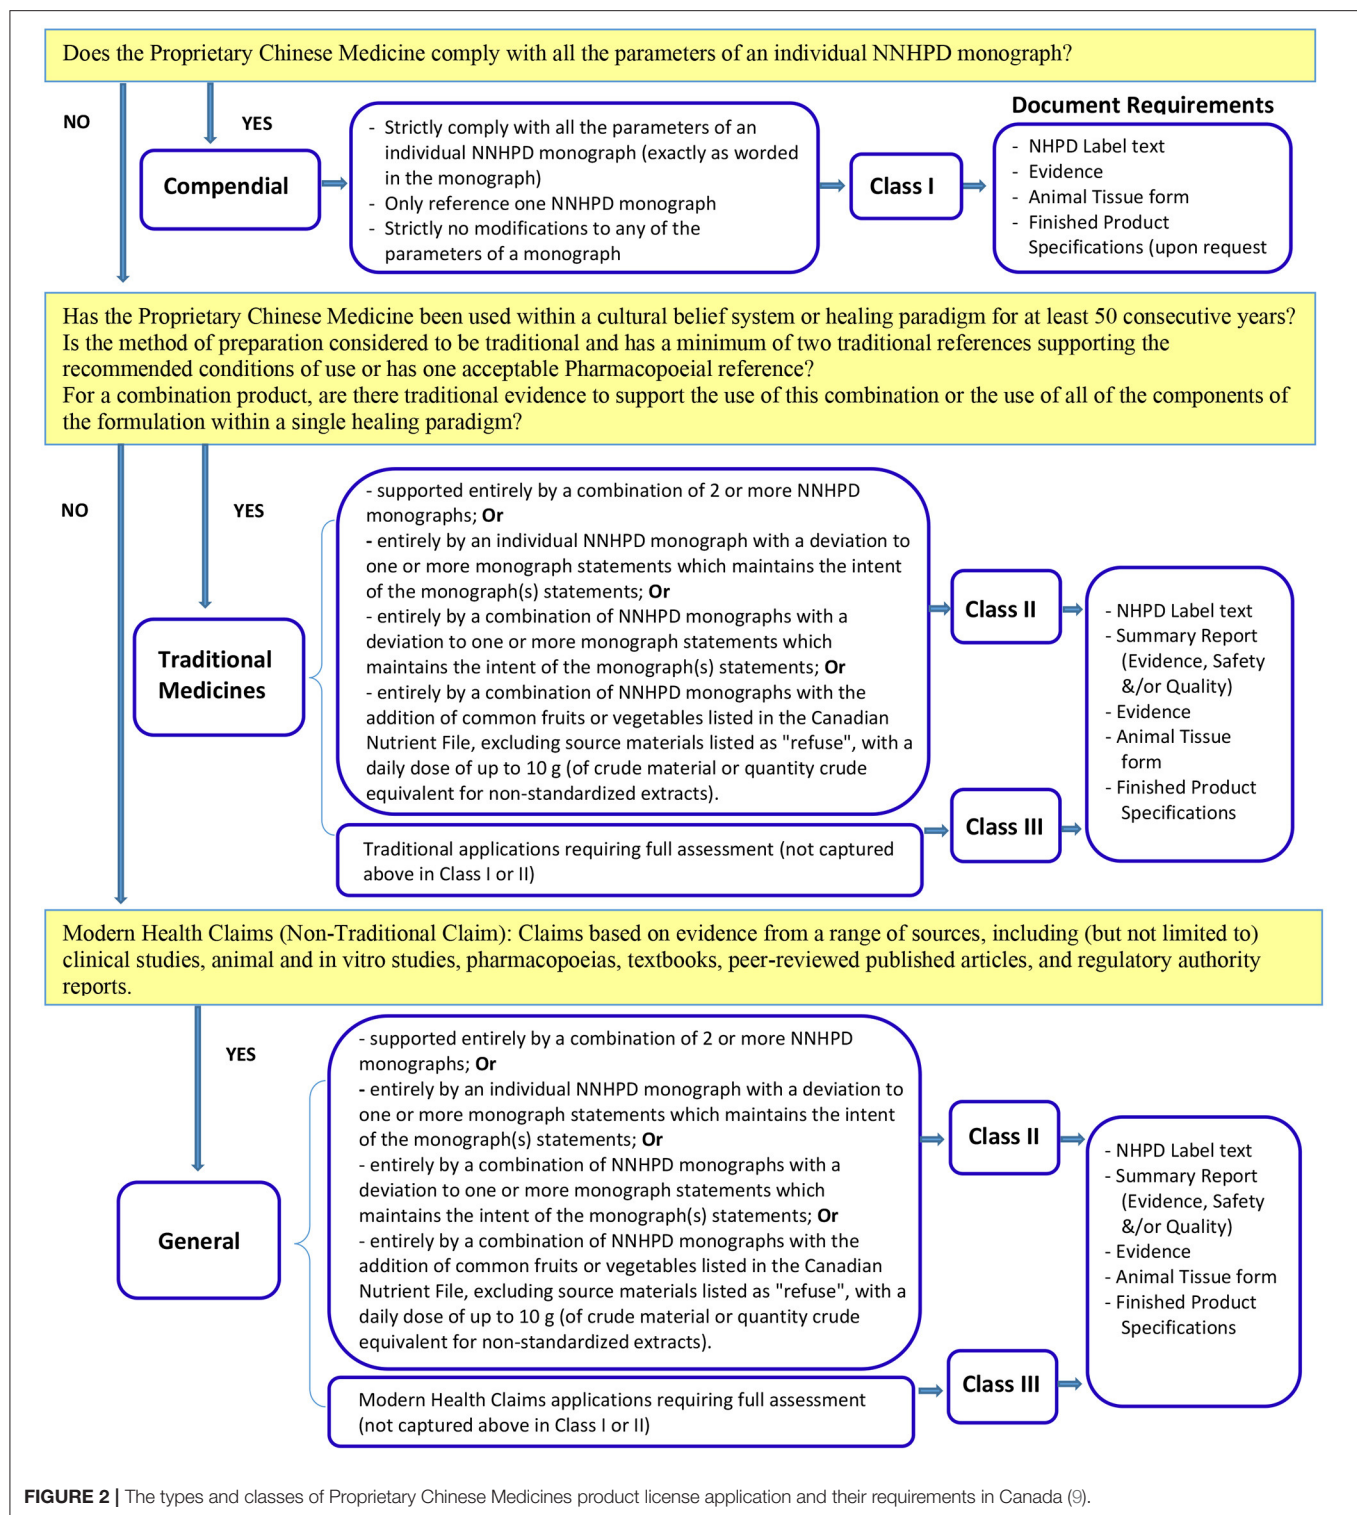 Does the Proprietary Chinese Medicine comply with all the parameters of an individual NNHPD monograph?
NO
YES
Compendial
- Strictly comply with all the parameters of an
individual NNHPD monograph (exactly as worded
in the monograph)
- Only reference one NNHPD monograph
- Strictly no modifications to any of the
parameters of a monograph
Class I
Document Requirements
- NHPD Label text
- Evidence
- Animal Tissue form
- Finished Product
Specifications (upon request
Has the Proprietary Chinese Medicine been used within a cultural belief system or healing paradigm for at least 50 consecutive years?
Is the method of preparation considered to be traditional and has a minimum of two traditional references supporting the
recommended conditions of use or has one acceptable Pharmacopoeial reference?
For a combination product, are there traditional evidence to support the use of this combination or the use of all of the components of
the formulation within a single healing paradigm?
NO
YES
Traditional
Medicines
- supported entirely by a combination of 2 or more NNHPD
monographs; Or
- entirely by an individual NNHPD monograph with a deviation to
one or more monograph statements which maintains the intent
of the monograph(s) statements; Or
- entirely by a combination of NNHPD monographs with a
deviation to one or more monograph statements which
maintains the intent of the monograph(s) statements; Or
- entirely by a combination of NNHPD monographs with the
addition of common fruits or vegetables listed in the Canadian
Nutrient File, excluding source materials listed as "refuse", with a
daily dose of up to 10 g (of crude material or quantity crude
equivalent for non-standardized extracts).
Traditional applications requiring full assessment (not captured
above in Class I or II)
Class II
Class III
- NHPD Label text
- Summary Report
(Evidence, Safety
&/or Quality)
- Evidence
- Animal Tissue
form
- Finished Product
Specifications
Modern Health Claims (Non-Traditional Claim): Claims based on evidence from a range of sources, including (but not limited to)
clinical studies, animal and in vitro studies, pharmacopoeias, textbooks, peer-reviewed published articles, and regulatory authority
reports.
YES
General
- supported entirely by a combination of 2 or more NNHPD
monographs; Or
- entirely by an individual NNHPD monograph with a deviation to
one or more monograph statements which maintains the intent
of the monograph(s) statements; Or
- entirely by a combination of NNHPD monographs with a
deviation to one or more monograph statements which
maintains the intent of the monograph(s) statements; Or
- entirely by a combination of NNHPD monographs with the
addition of common fruits or vegetables listed in the Canadian
Nutrient File, excluding source materials listed as "refuse", with a
daily dose of up to 10 g (of crude material or quantity crude
equivalent for non-standardized extracts).
Modern Health Claims applications requiring full assessment
(not captured above in Class I or II)
Class II
Class III
- NHPD Label text
- Summary Report
(Evidence, Safety
&/or Quality)
- Evidence
- Animal Tissue form
- Finished Product
Specifications
FIGURE 2 | The types and classes of Proprietary Chinese Medicines product license application and their requirements in Canada (9).